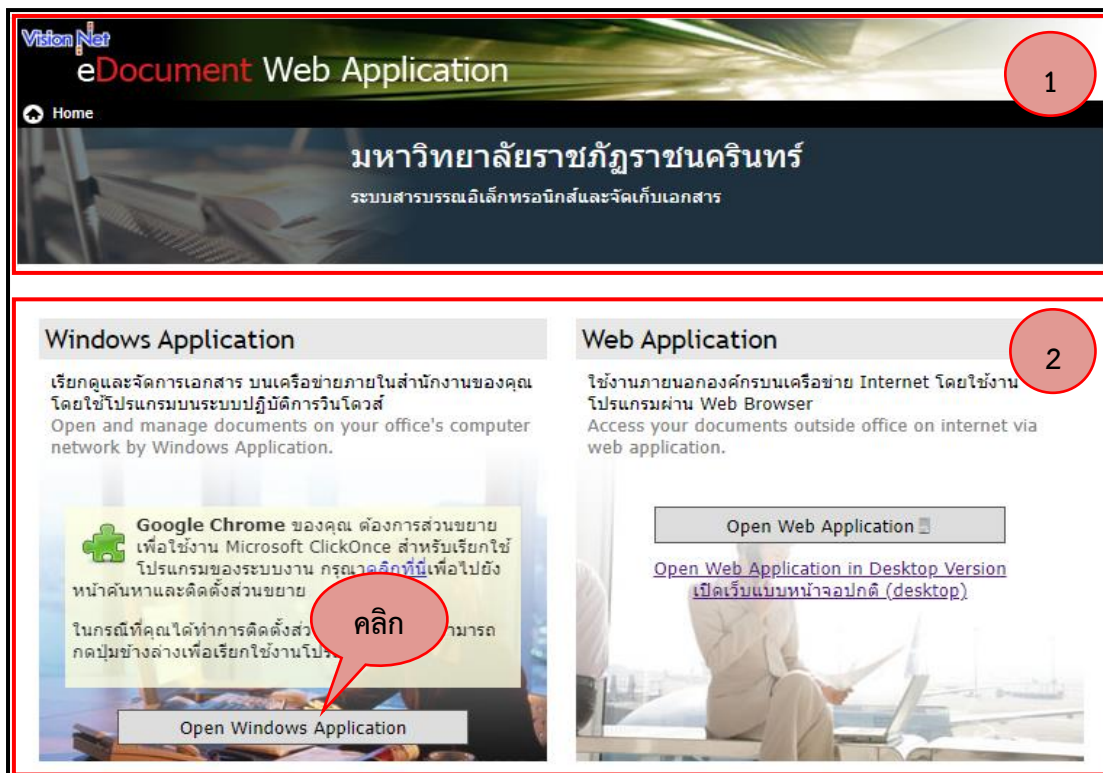 Vision Net
eDocument Web Application
1
Home
มหาวิทยาลัยราชภัฏราชนครินทร์
ระบบสารบรรณอิเล็กทรอนิกส์และจัดเก็บเอกสาร
Windows Application
เรียกดูและจัดการเอกสาร บนเครือข่ายภายในสำนักงานของคุณ
โดยใช้โปรแกรมบนระบบปฏิบัติการวินโดวส์
Open and manage documents on your office's computer
network by Windows Application.
Google Chrome ของคุณ ต้องการส่วนขยาย
เพื่อใช้งาน Microsoft ClickOnce สำหรับเรียกใช้
โปรแกรมของระบบงาน กรุณาคลิกที่นี่เพื่อไปยัง
หน้าค้นหาและติดตั้งส่วนขยาย
ในกรณีที่คุณได้ทำการติดตั้งส่ว
คลิก
ามารถ
กดปุ่มข้างล่างเพื่อเรียกใช้งานโปร
Open Windows Application
Web Application
2
ใช้งานภายนอกองค์กรบนเครือข่าย Internet โดยใช้งาน
โปรแกรมผ่าน Web Browser
Access your documents outside office on internet via
web application.
Open Web Application
Open Web Application in Desktop Version
เปิดเว็บแบบหน้าจอปกติ (desktop)